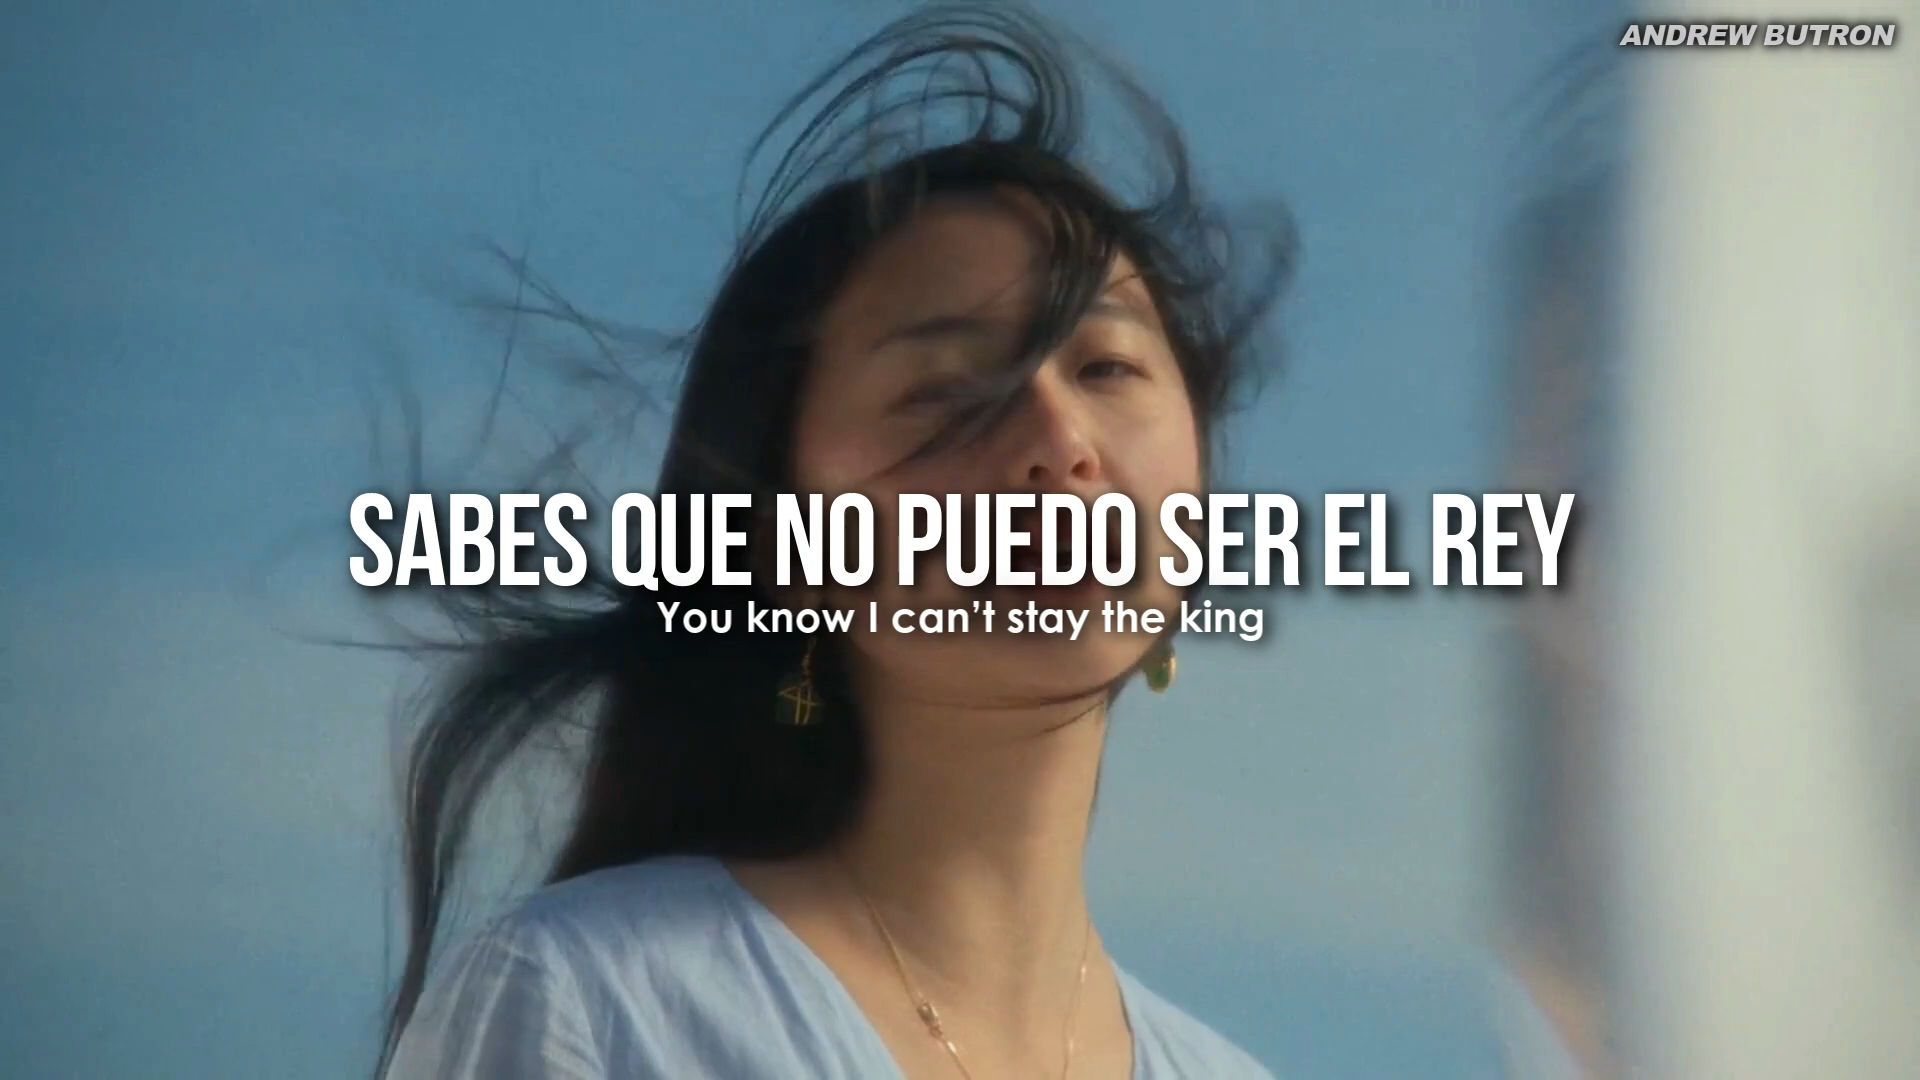 ANDREW BUTRON
SABES QUE NO PUEDO SER EL REY
You know I can’t stay the king